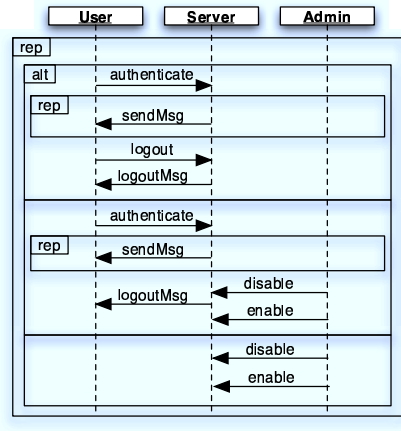 User Server Admin
rep
alt
authenticate
rep
sendMsg
logout
logoutMsg
authenticate
rep
sendMsg
disable
logoutMsg
enable
disable
enable